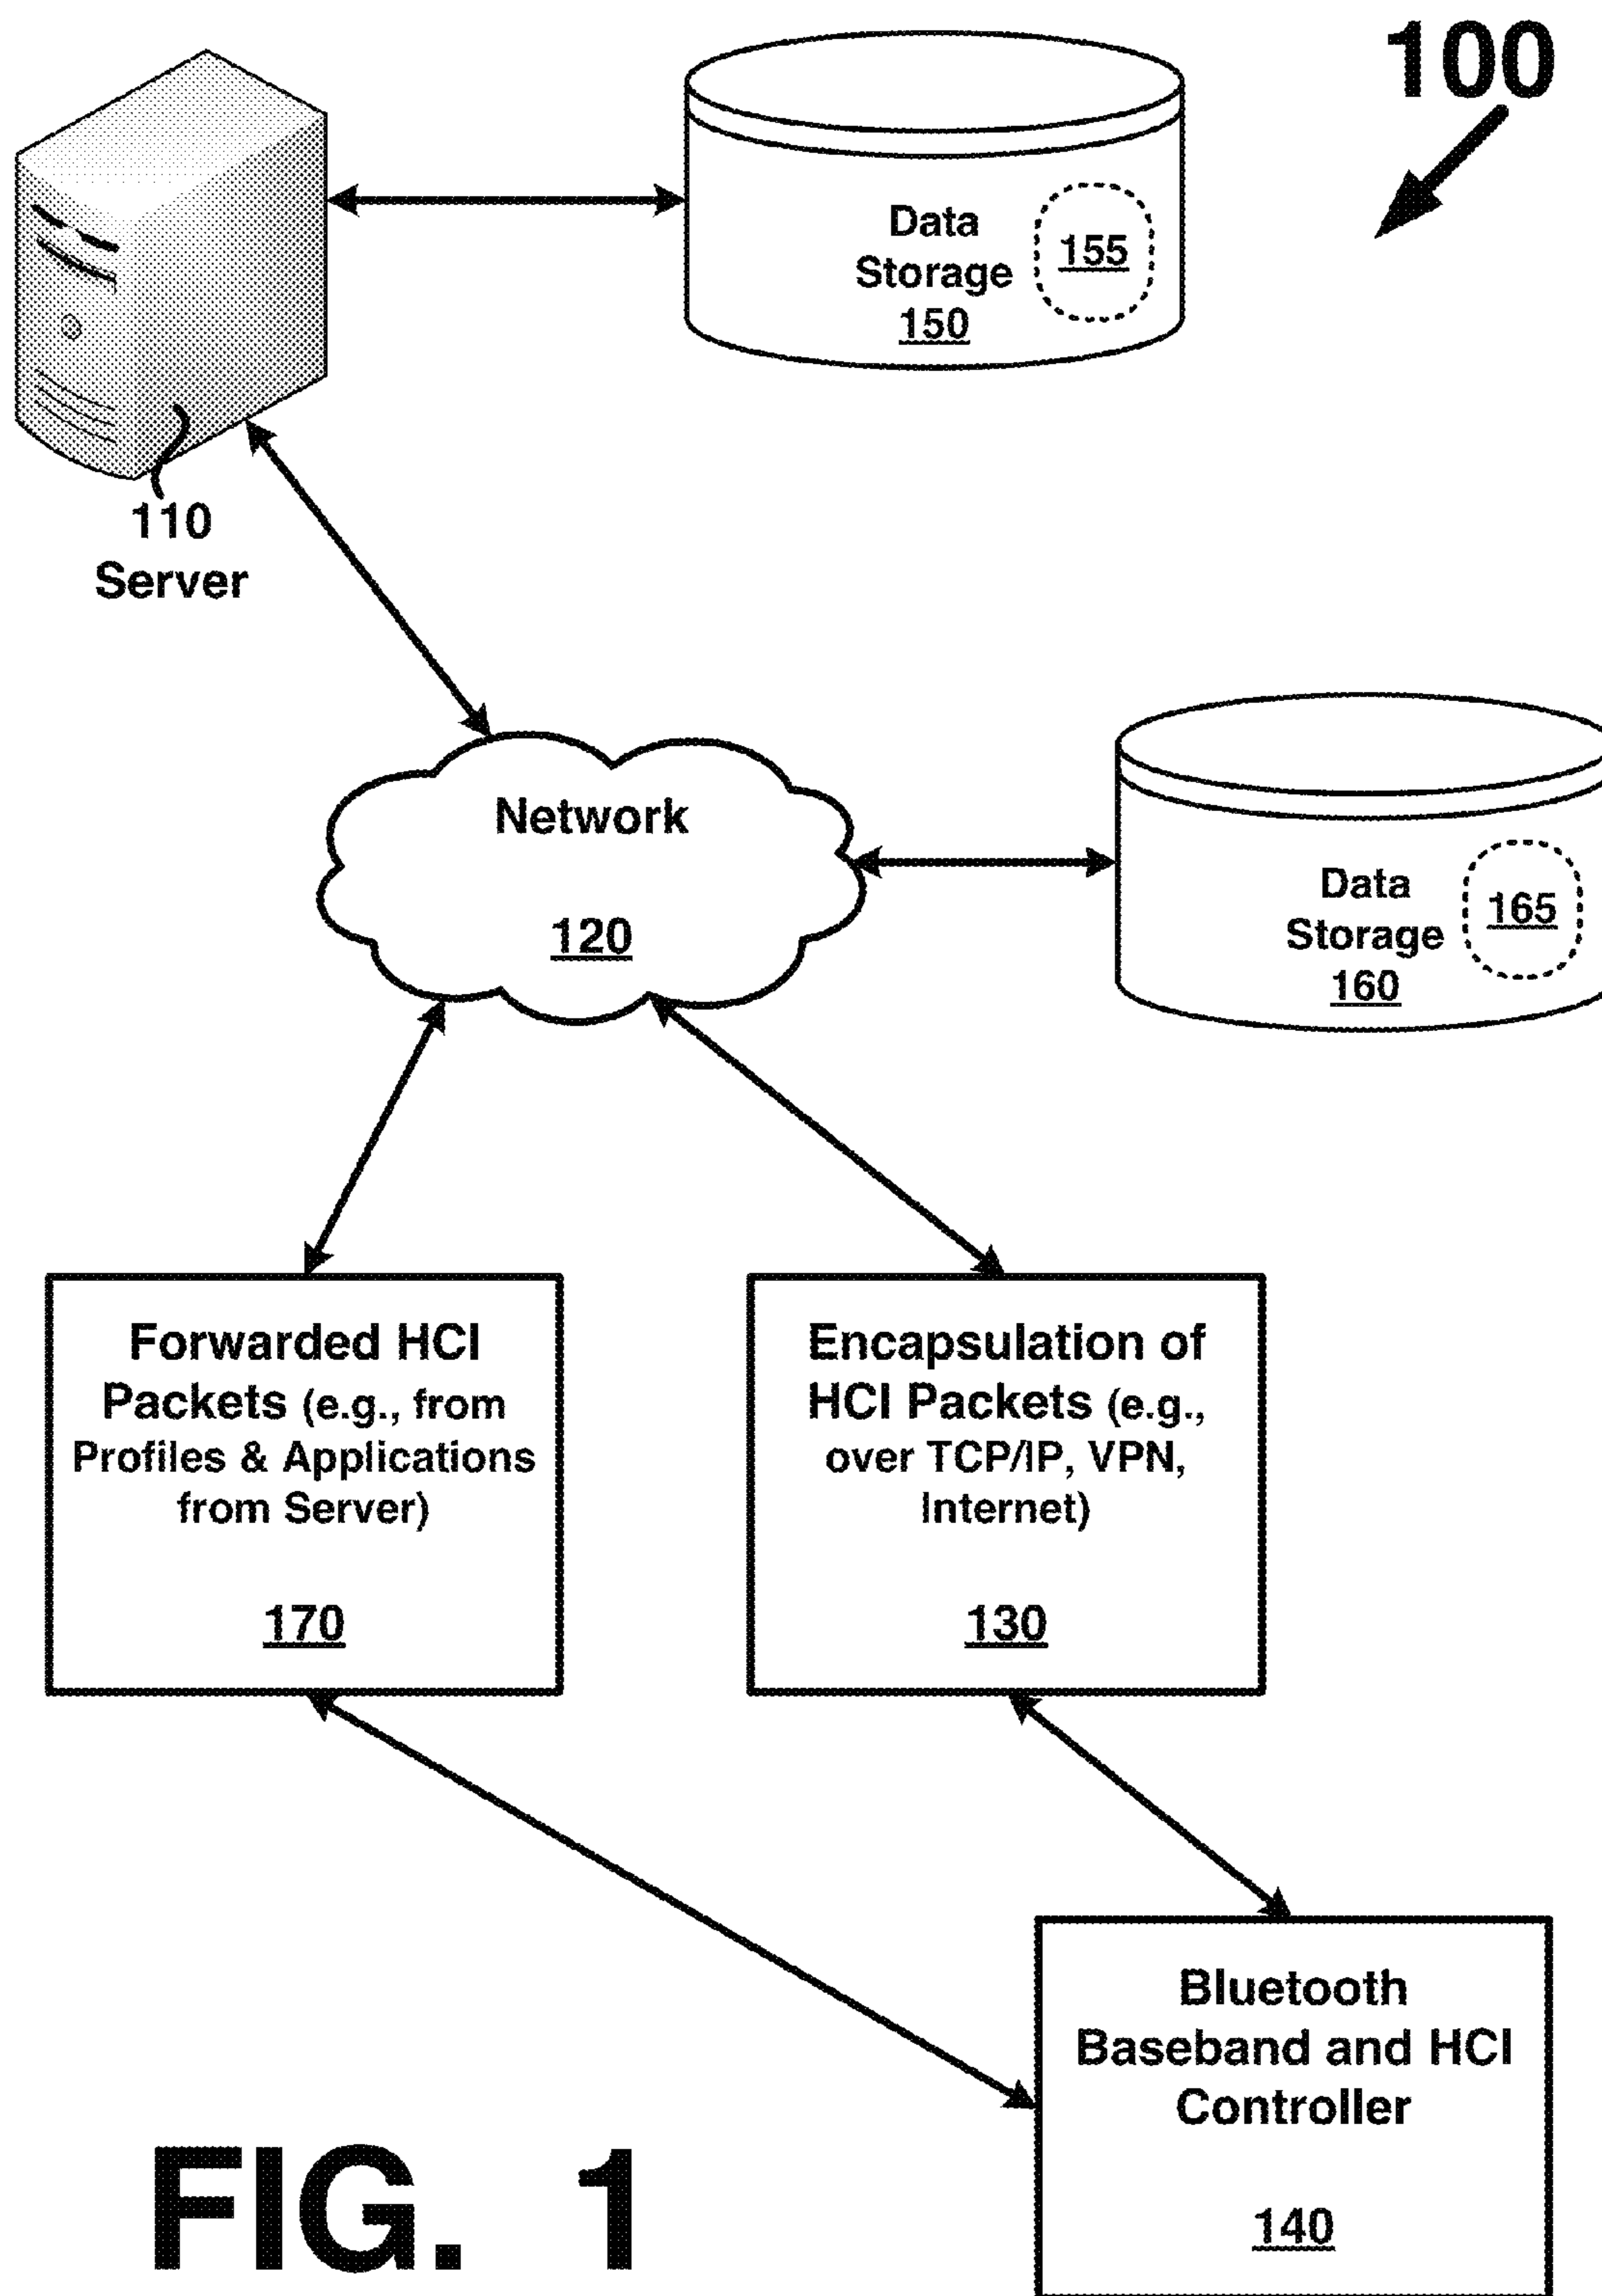 100
Data
Storage
150
155
110
Server
Network
120
Data
Storage
160
165
Forwarded HCI
Packets (e.g., from
Profiles & Applications
from Server)
170
Encapsulation of
HCI Packets (e.g.,
over TCP/IP, VPN,
Internet)
130
Bluetooth
Baseband and HCI
Controller
140
FIG. 1